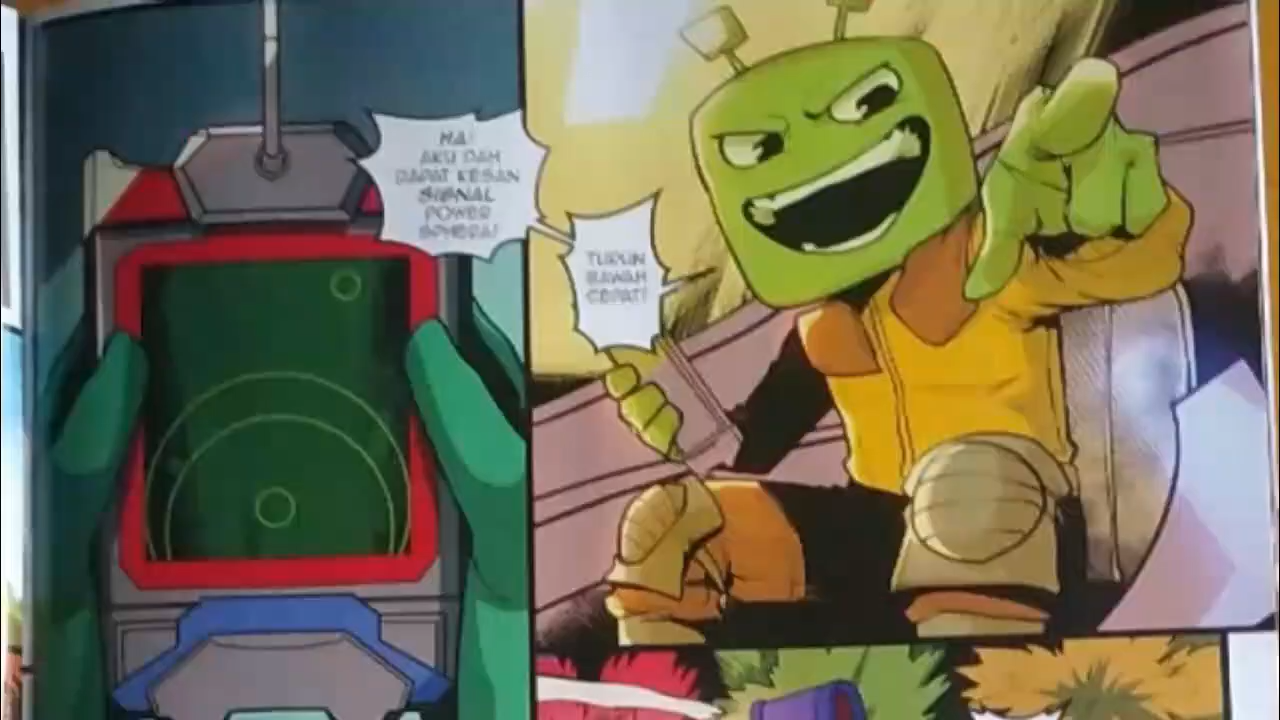 HA!
AKU DAH
DAPAT KESAN
SIGNAL
POWER
SPHERA!
TURUN
BAWAH
CEPAT!